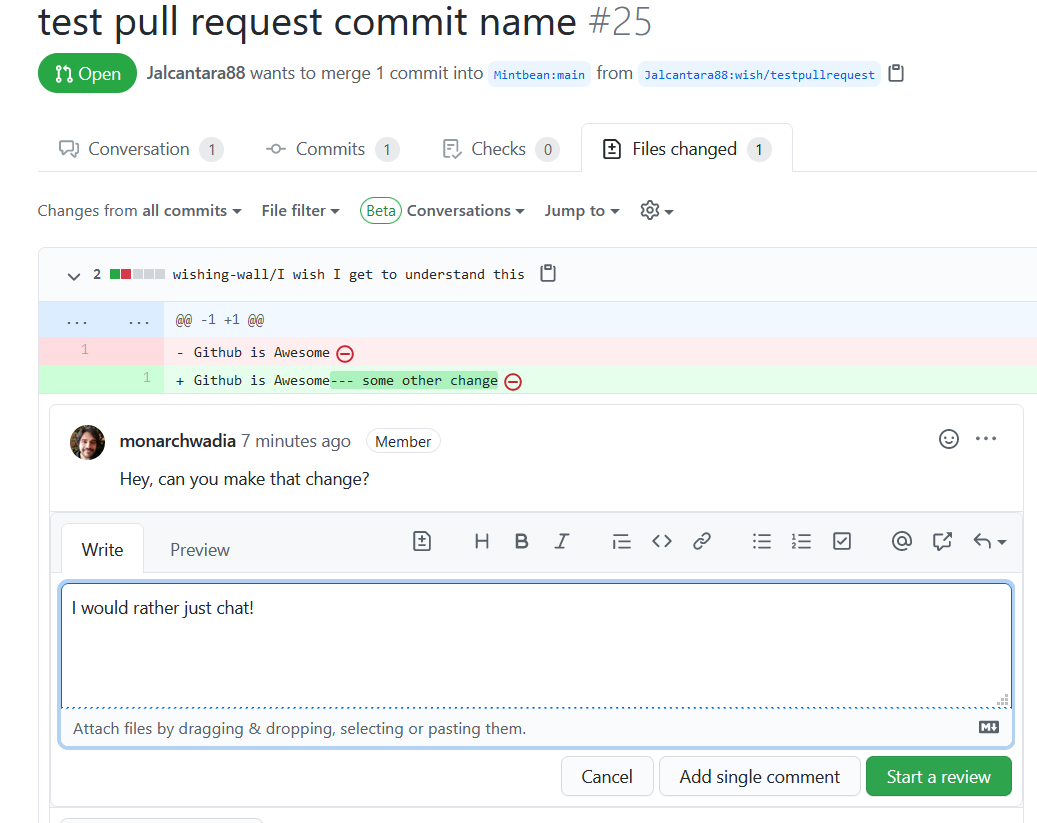 test pull request commit name #25
Open Jalcantara88 wants to merge 1 commit into Mintbean:main from Jalcantara88:wish/testpullrequest
Conversation 1 Commits 1 Checks 0 Files changed 1
Changes from all commits File filter Beta Conversations Jump to
2 wishing-wall/I wish I get to understand this
... ... @@ -1 +1 @@
1 - Github is Awesome
1 + Github is Awesome--- some other change
monarchwadia 7 minutes ago Member
Hey, can you make that change?
Write Preview
I would rather just chat!
Attach files by dragging & dropping, selecting or pasting them.
Cancel Add single comment Start a review